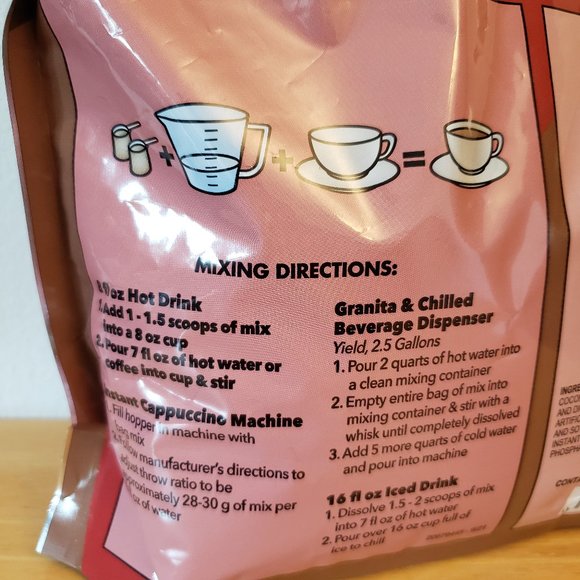 + + =
MIXING DIRECTIONS:
8 fl oz Hot Drink
1. Add 1 - 1.5 scoops of mix
into a 8 oz cup
2. Pour 7 fl oz of hot water or
coffee into cup & stir
Instant Cappuccino Machine
1. Fill hopper in machine with
mix
2. Follow manufacturer's directions to
adjust throw ratio to be
approximately 28-30 g of mix per
oz of water
Granita & Chilled
Beverage Dispenser
Yield, 2.5 Gallons
1. Pour 2 quarts of hot water into
a clean mixing container
2. Empty entire bag of mix into
mixing container & stir with a
whisk until completely dissolved
3. Add 5 more quarts of cold water
and pour into machine
16 fl oz Iced Drink
1. Dissolve 1.5 - 2 scoops of mix
into 7 fl oz of hot water
2. Pour over 16 oz cup full of
ice to chill